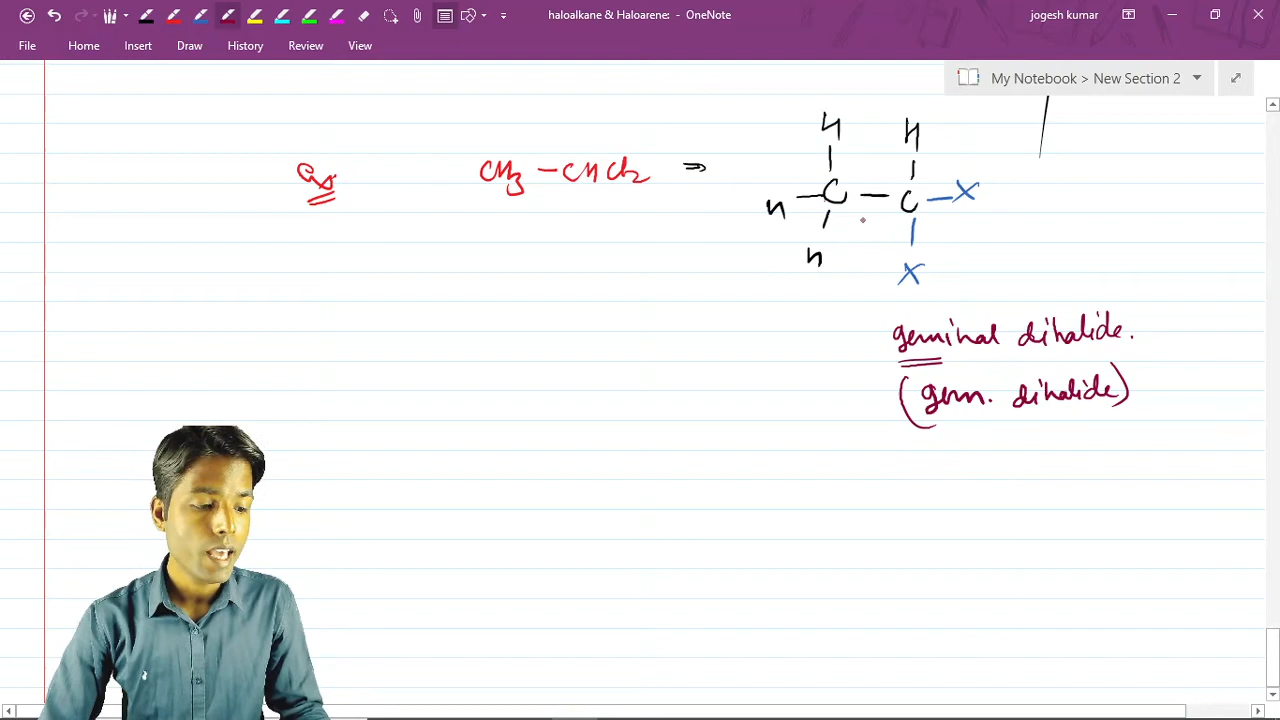 haloalkane & Haloarene: - OneNote
jogesh kumar
File Home Insert Draw History Review View
My Notebook > New Section 2
H H
CH3 - CHCl2 ⇒
H - C - C - X
H X
geminal dihalide.
(gem. dihalide)